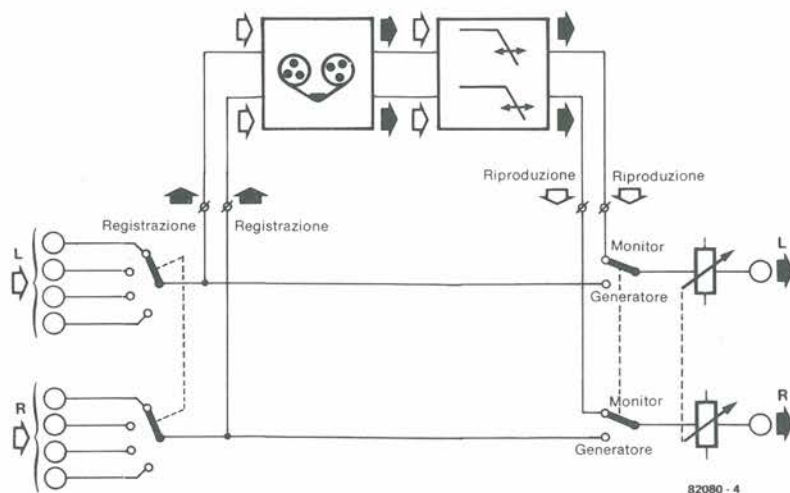 Riproduzione
Riproduzione
Registrazione
Registrazione
L
Monitor
L
Generatore
R
Monitor
R
Generatore
82080 - 4